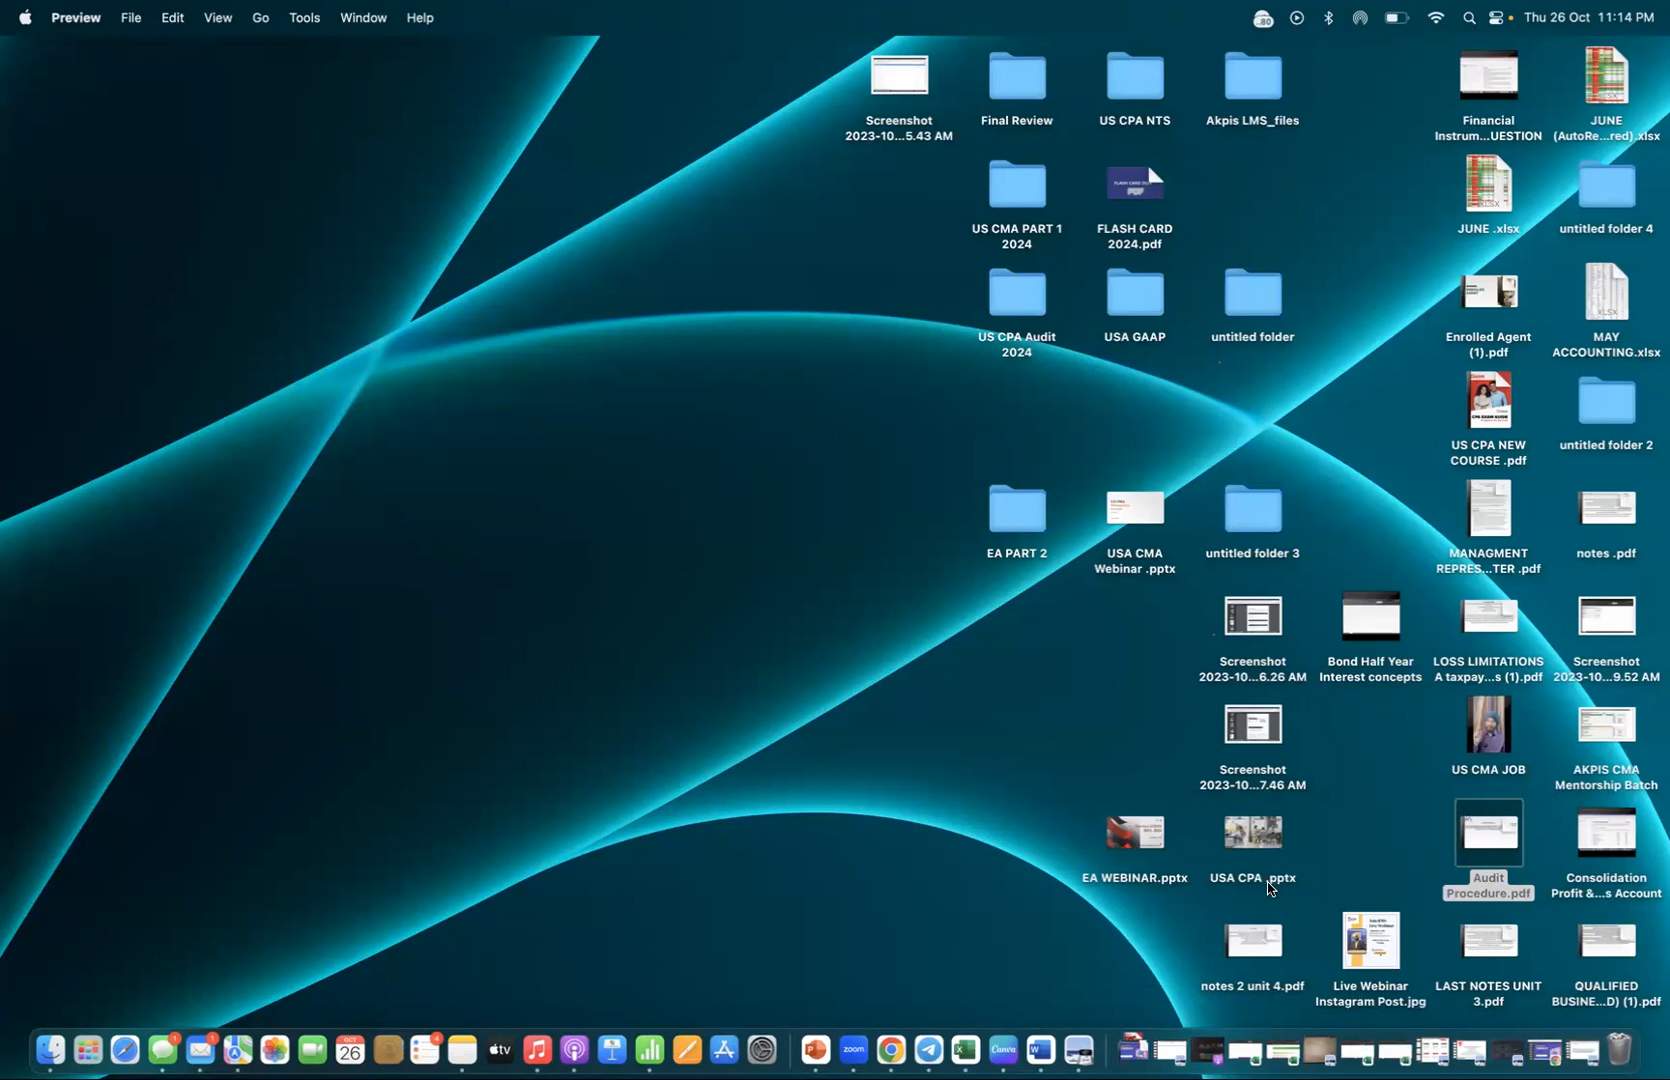 Preview File Edit View Go Tools Window Help
80
Thu 26 Oct 11:14 PM
Screenshot
2023-10...5.43 AM
Final Review
US CPA NTS
Akpis LMS_files
Financial
Instrum...UESTION
JUNE
(AutoRe...red).xlsx
US CMA PART 1
2024
FLASH CARD
2024.pdf
JUNE .xlsx
untitled folder 4
US CPA Audit
2024
USA GAAP
untitled folder
Enrolled Agent
(1).pdf
MAY
ACCOUNTING.xlsx
US CPA NEW
COURSE .pdf
untitled folder 2
EA PART 2
USA CMA
Webinar .pptx
untitled folder 3
MANAGMENT
REPRES...TER .pdf
notes .pdf
Screenshot
2023-10...6.26 AM
Bond Half Year
Interest concepts
LOSS LIMITATIONS
A taxpay...s (1).pdf
Screenshot
2023-10...9.52 AM
Screenshot
2023-10...7.46 AM
US CMA JOB
AKPIS CMA
Mentorship Batch
EA WEBINAR.pptx
USA CPA .pptx
Audit
Procedure.pdf
Consolidation
Profit &...s Account
notes 2 unit 4.pdf
Live Webinar
Instagram Post.jpg
LAST NOTES UNIT
3.pdf
QUALIFIED
BUSINE...D) (1).pdf
OCT
26
tv
zoom
Canva